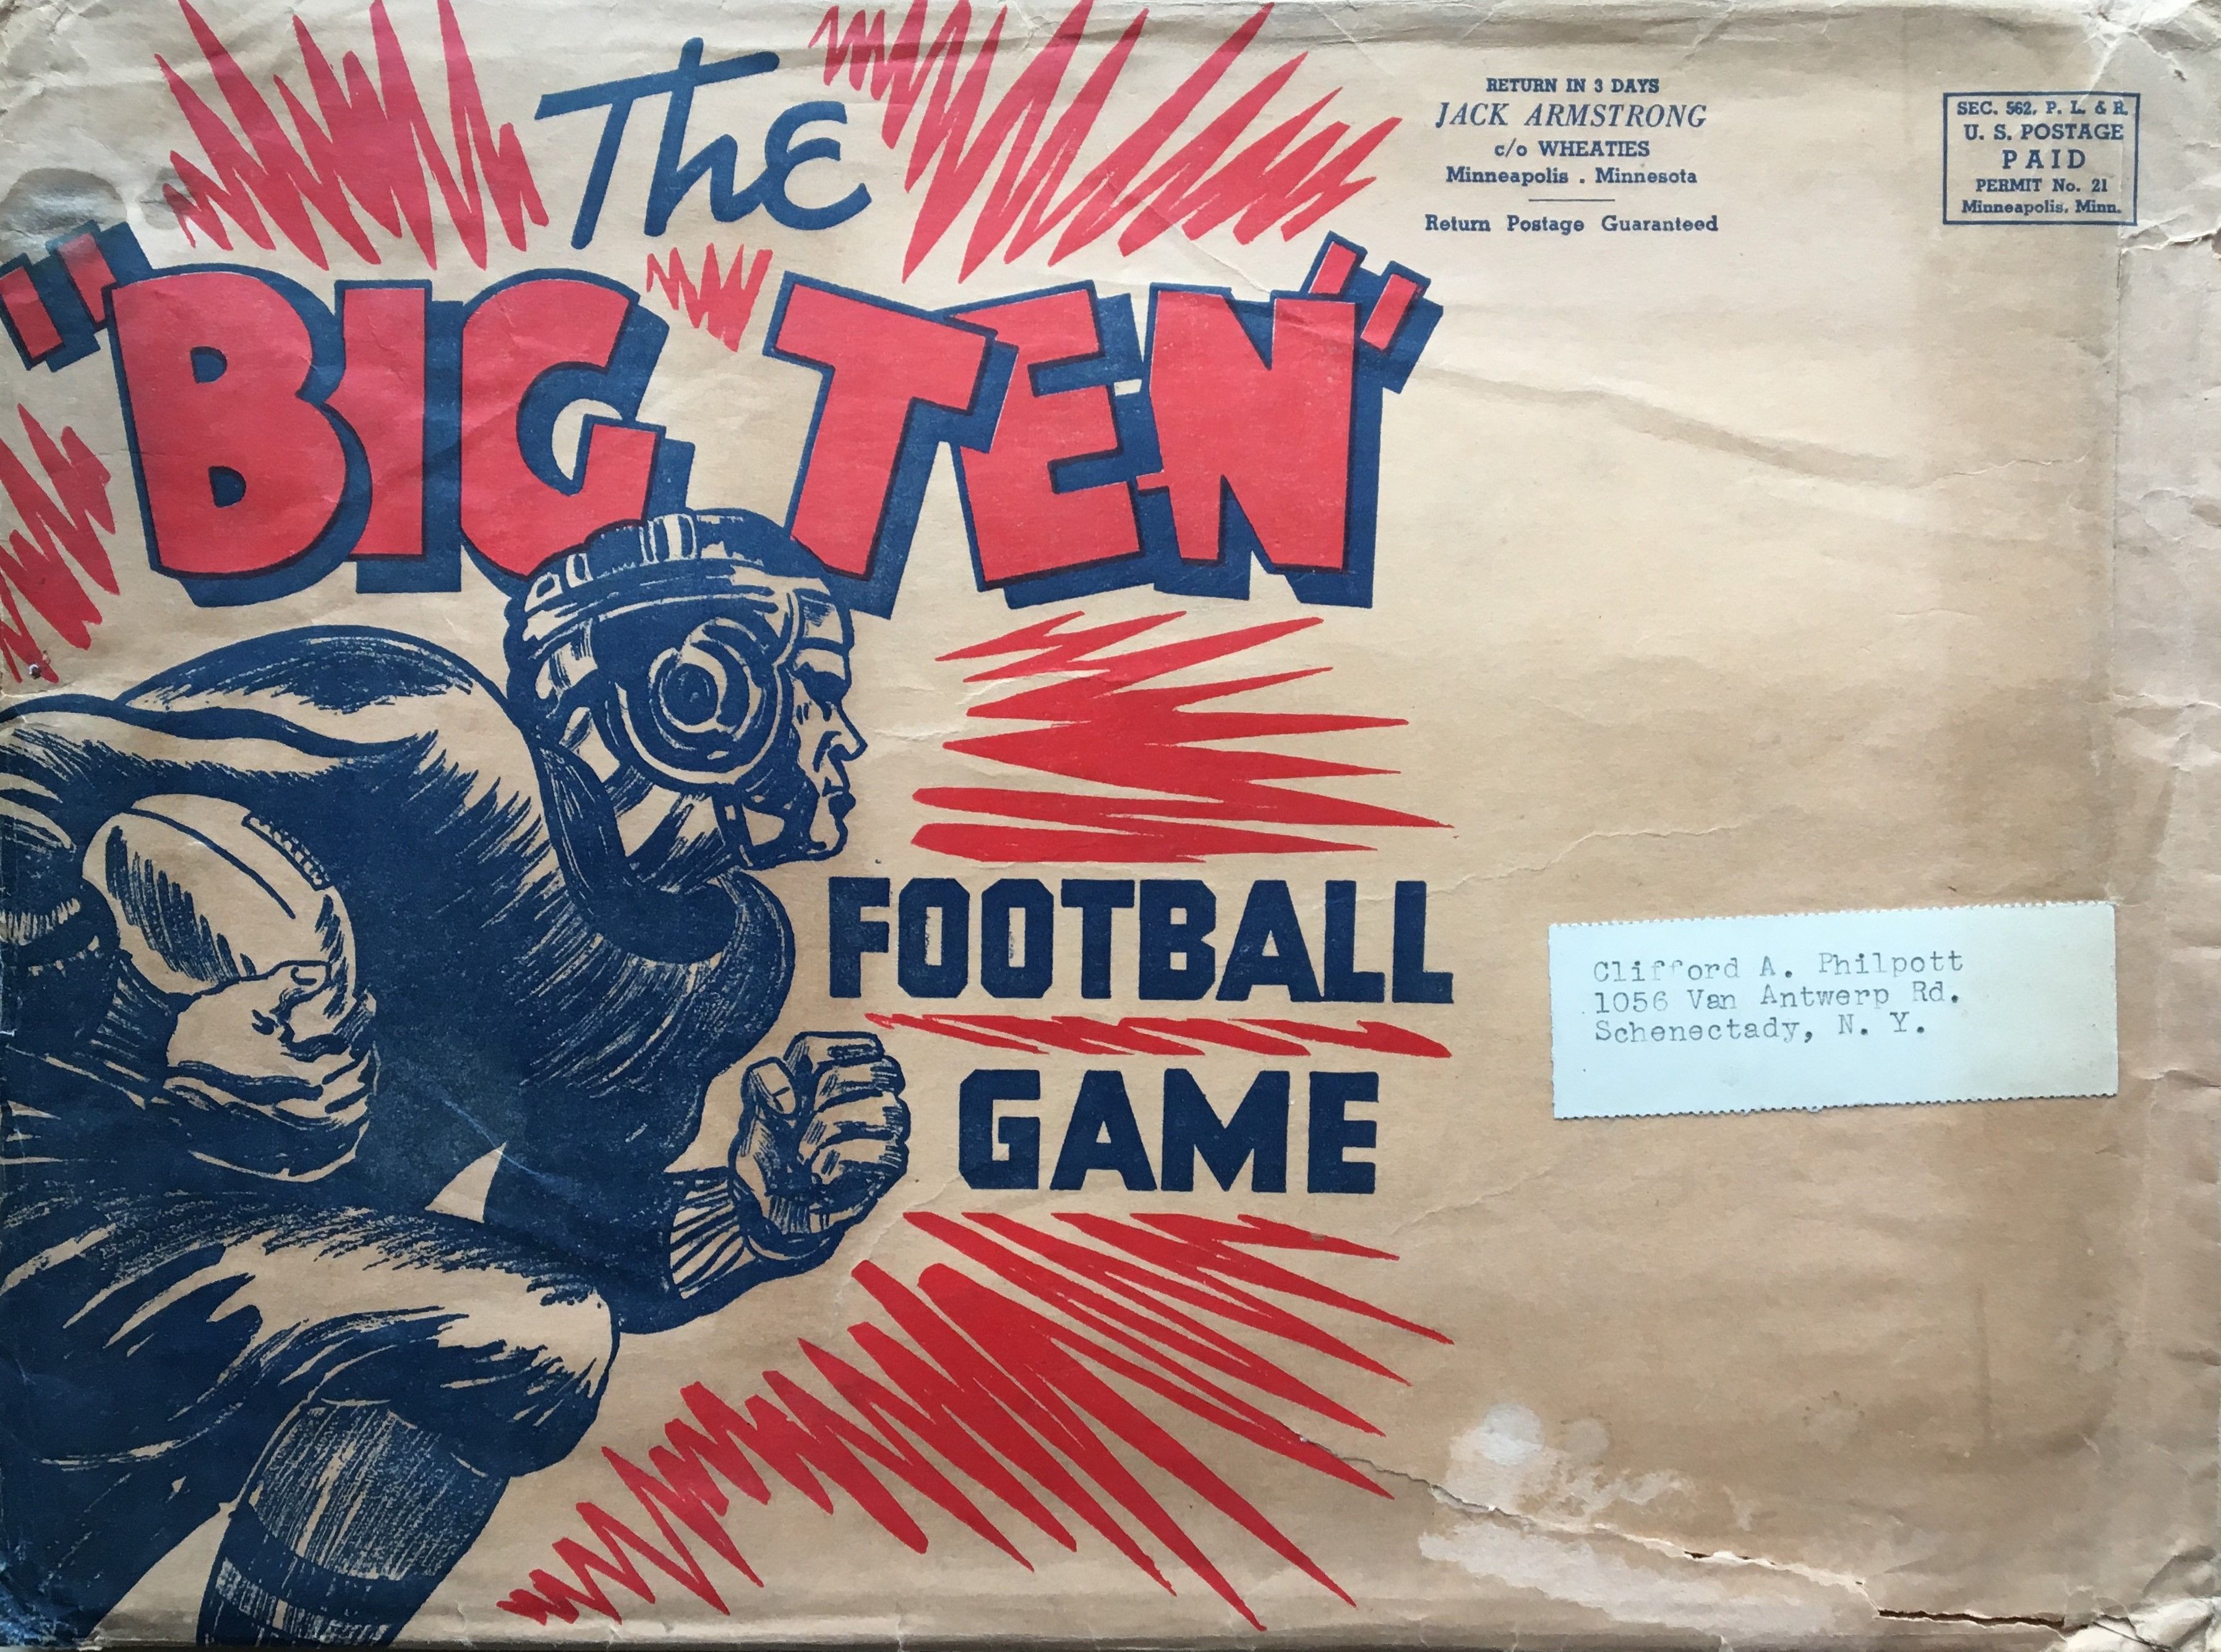 The
"BIG TEN"
FOOTBALL
GAME
RETURN IN 3 DAYS
JACK ARMSTRONG
c/o WHEATIES
Minneapolis . Minnesota
Return Postage Guaranteed
SEC. 562, P. L. & R.
U. S. POSTAGE
PAID
PERMIT No. 21
Minneapolis, Minn.
Clifford A. Philpott
1056 Van Antwerp Rd.
Schenectady, N. Y.